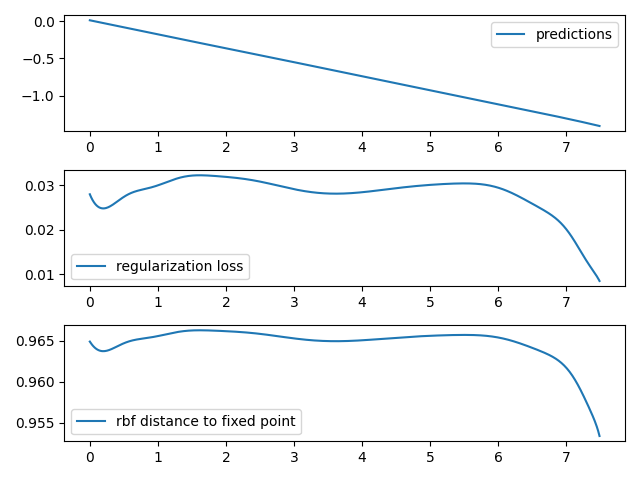 0.0
−0.5
−1.0
predictions
0 1 2 3 4 5 6 7
0.03
0.02
0.01
regularization loss
0 1 2 3 4 5 6 7
0.965
0.960
0.955
rbf distance to fixed point
0 1 2 3 4 5 6 7